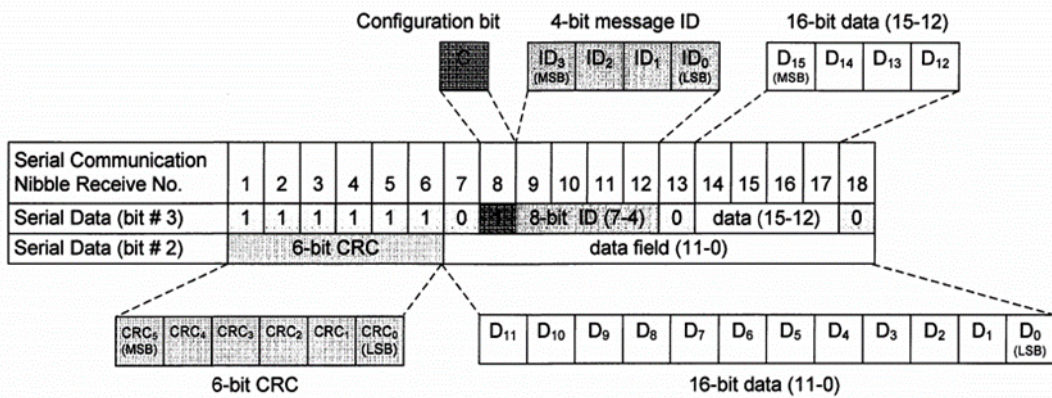 Configuration bit 4-bit message ID 16-bit data (15-12)
C ID₃ ID₂ ID₁ ID₀ D₁₅ D₁₄ D₁₃ D₁₂
(MSB) (LSB) (MSB)
Serial Communication
Nibble Receive No. 1 2 3 4 5 6 7 8 9 10 11 12 13 14 15 16 17 18
Serial Data (bit # 3) 1 1 1 1 1 1 0 1 8-bit ID (7-4) 0 data (15-12) 0
Serial Data (bit # 2) 6-bit CRC data field (11-0)
CRC₅ CRC₄ CRC₃ CRC₂ CRC₁ CRC₀ D₁₁ D₁₀ D₉ D₈ D₇ D₆ D₅ D₄ D₃ D₂ D₁ D₀
(MSB) (LSB) (LSB)
6-bit CRC 16-bit data (11-0)